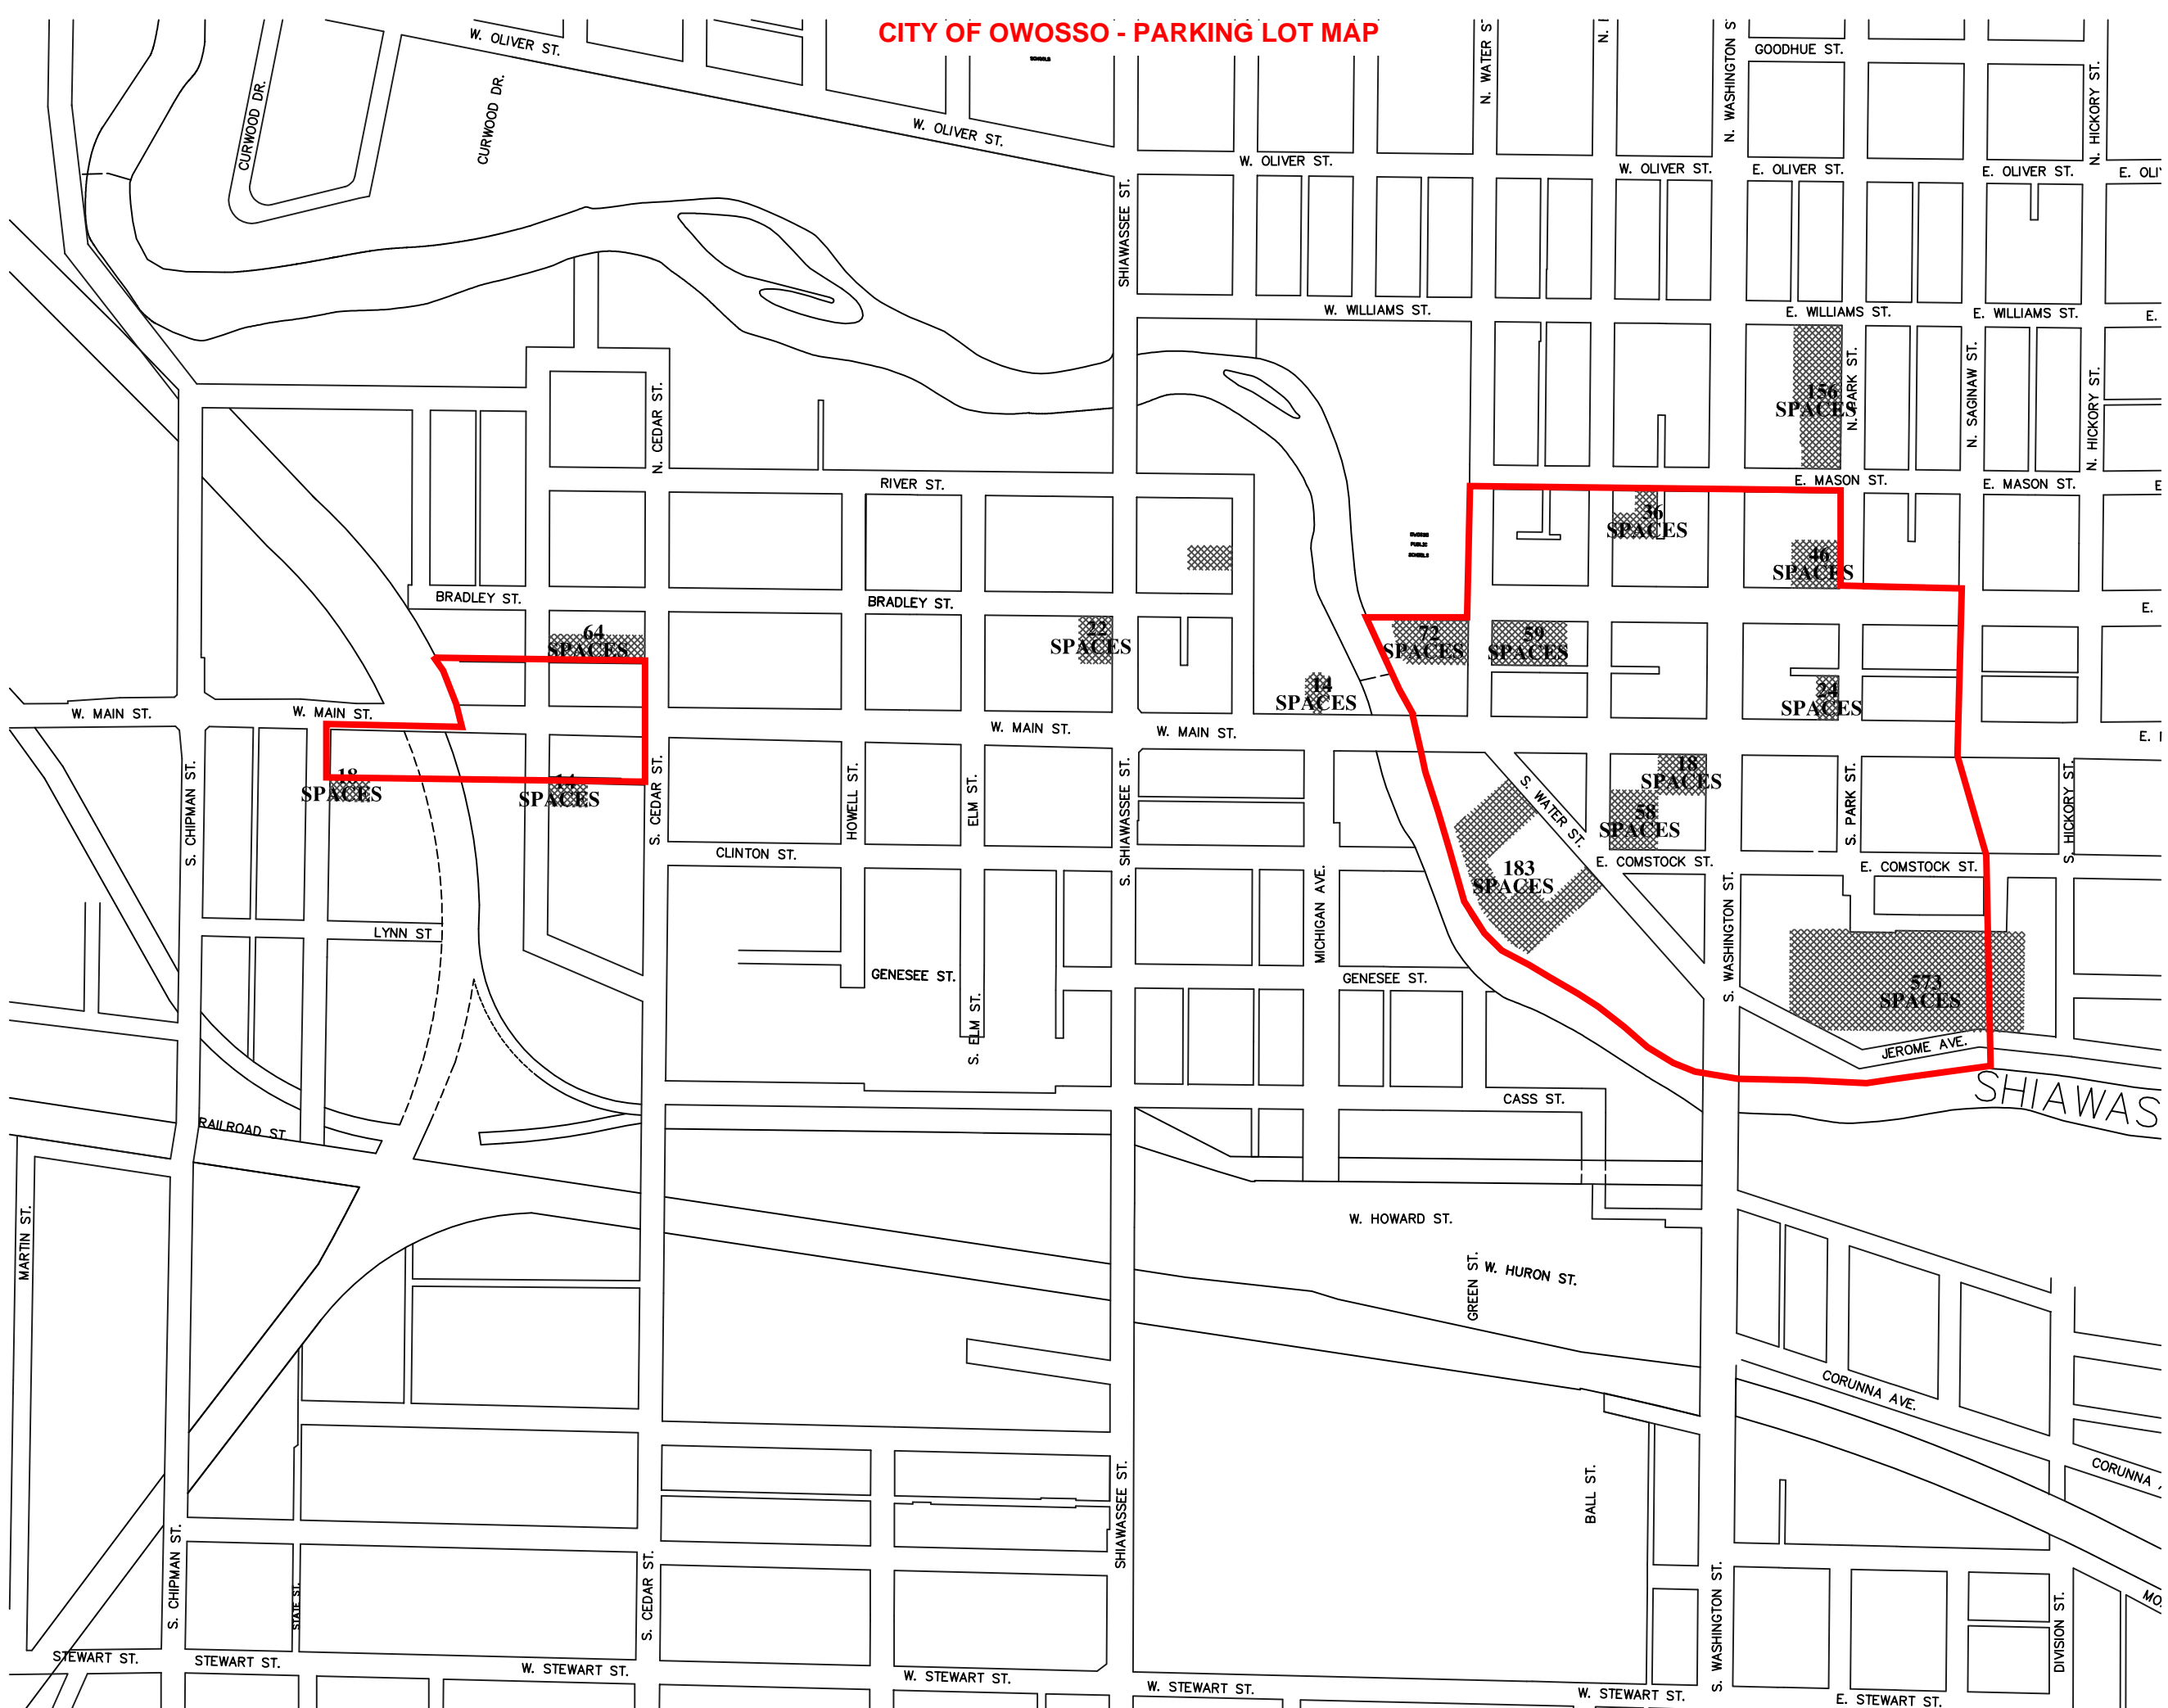 CITY OF OWOSSO - PARKING LOT MAP
W. OLIVER ST.
GOODHUE ST.
CURWOOD DR.
CURWOOD DR.
SCHOOLS
N. WATER S
N.
N. WASHINGTON S
N. HICKORY ST.
W. OLIVER ST.
W. OLIVER ST.
W. OLIVER ST.
E. OLIVER ST.
E. OLIVER ST.
E. OLI
SHIAWASSEE ST.
W. WILLIAMS ST.
E. WILLIAMS ST.
E. WILLIAMS ST.
E.
N. CEDAR ST.
N. PARK ST.
N. SAGINAW ST.
N. HICKORY ST.
156
SPACES
RIVER ST.
E. MASON ST.
E. MASON ST.
E
36
SPACES
OWOSSO
PUBLIC
SCHOOLS
46
SPACES
BRADLEY ST.
BRADLEY ST.
E.
64
SPACES
22
SPACES
72
SPACES
59
SPACES
14
SPACES
24
SPACES
W. MAIN ST.
W. MAIN ST.
W. MAIN ST.
W. MAIN ST.
E.
18
SPACES
14
SPACES
18
SPACES
58
SPACES
S. CHIPMAN ST.
S. CEDAR ST.
HOWELL ST.
ELM ST.
S. SHIAWASSEE ST.
S. WATER ST.
S. PARK ST.
S. HICKORY ST.
CLINTON ST.
E. COMSTOCK ST.
E. COMSTOCK ST.
183
SPACES
MICHIGAN AVE.
S. WASHINGTON ST.
LYNN ST
GENESEE ST.
GENESEE ST.
573
SPACES
S. ELM ST.
JEROME AVE.
SHIAWAS
CASS ST.
RAILROAD ST
MARTIN ST.
W. HOWARD ST.
GREEN ST.
W. HURON ST.
CORUNNA AVE.
CORUNNA
BALL ST.
SHIAWASSEE ST.
S. CHIPMAN ST.
STATE ST.
S. CEDAR ST.
S. WASHINGTON ST.
DIVISION ST.
MO.
STEWART ST.
STEWART ST.
W. STEWART ST.
W. STEWART ST.
W. STEWART ST.
W. STEWART ST.
E. STEWART ST.